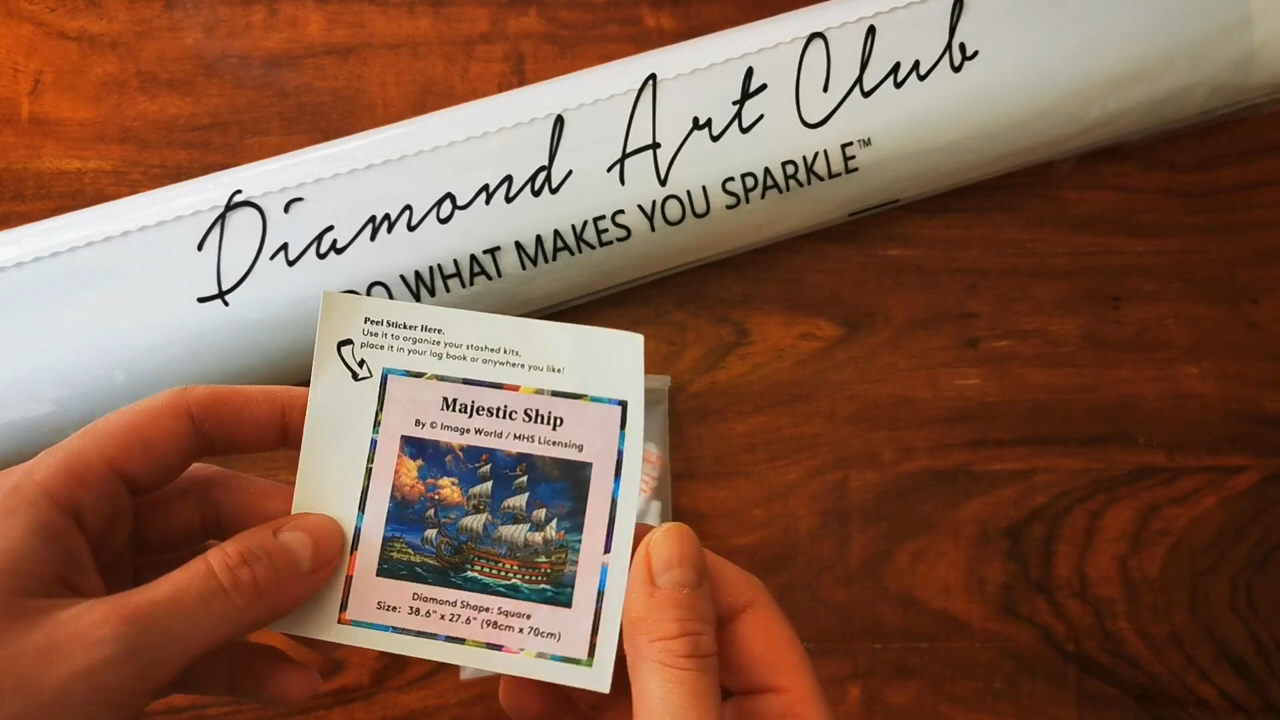 Diamond Art Club
DO WHAT MAKES YOU SPARKLE™
Peel Sticker Here.
Use it to organize your stashed kits,
place it in your log book or anywhere you like!
Majestic Ship
By © Image World / MHS Licensing
Diamond Shape: Square
Size: 38.6" x 27.6" (98cm x 70cm)